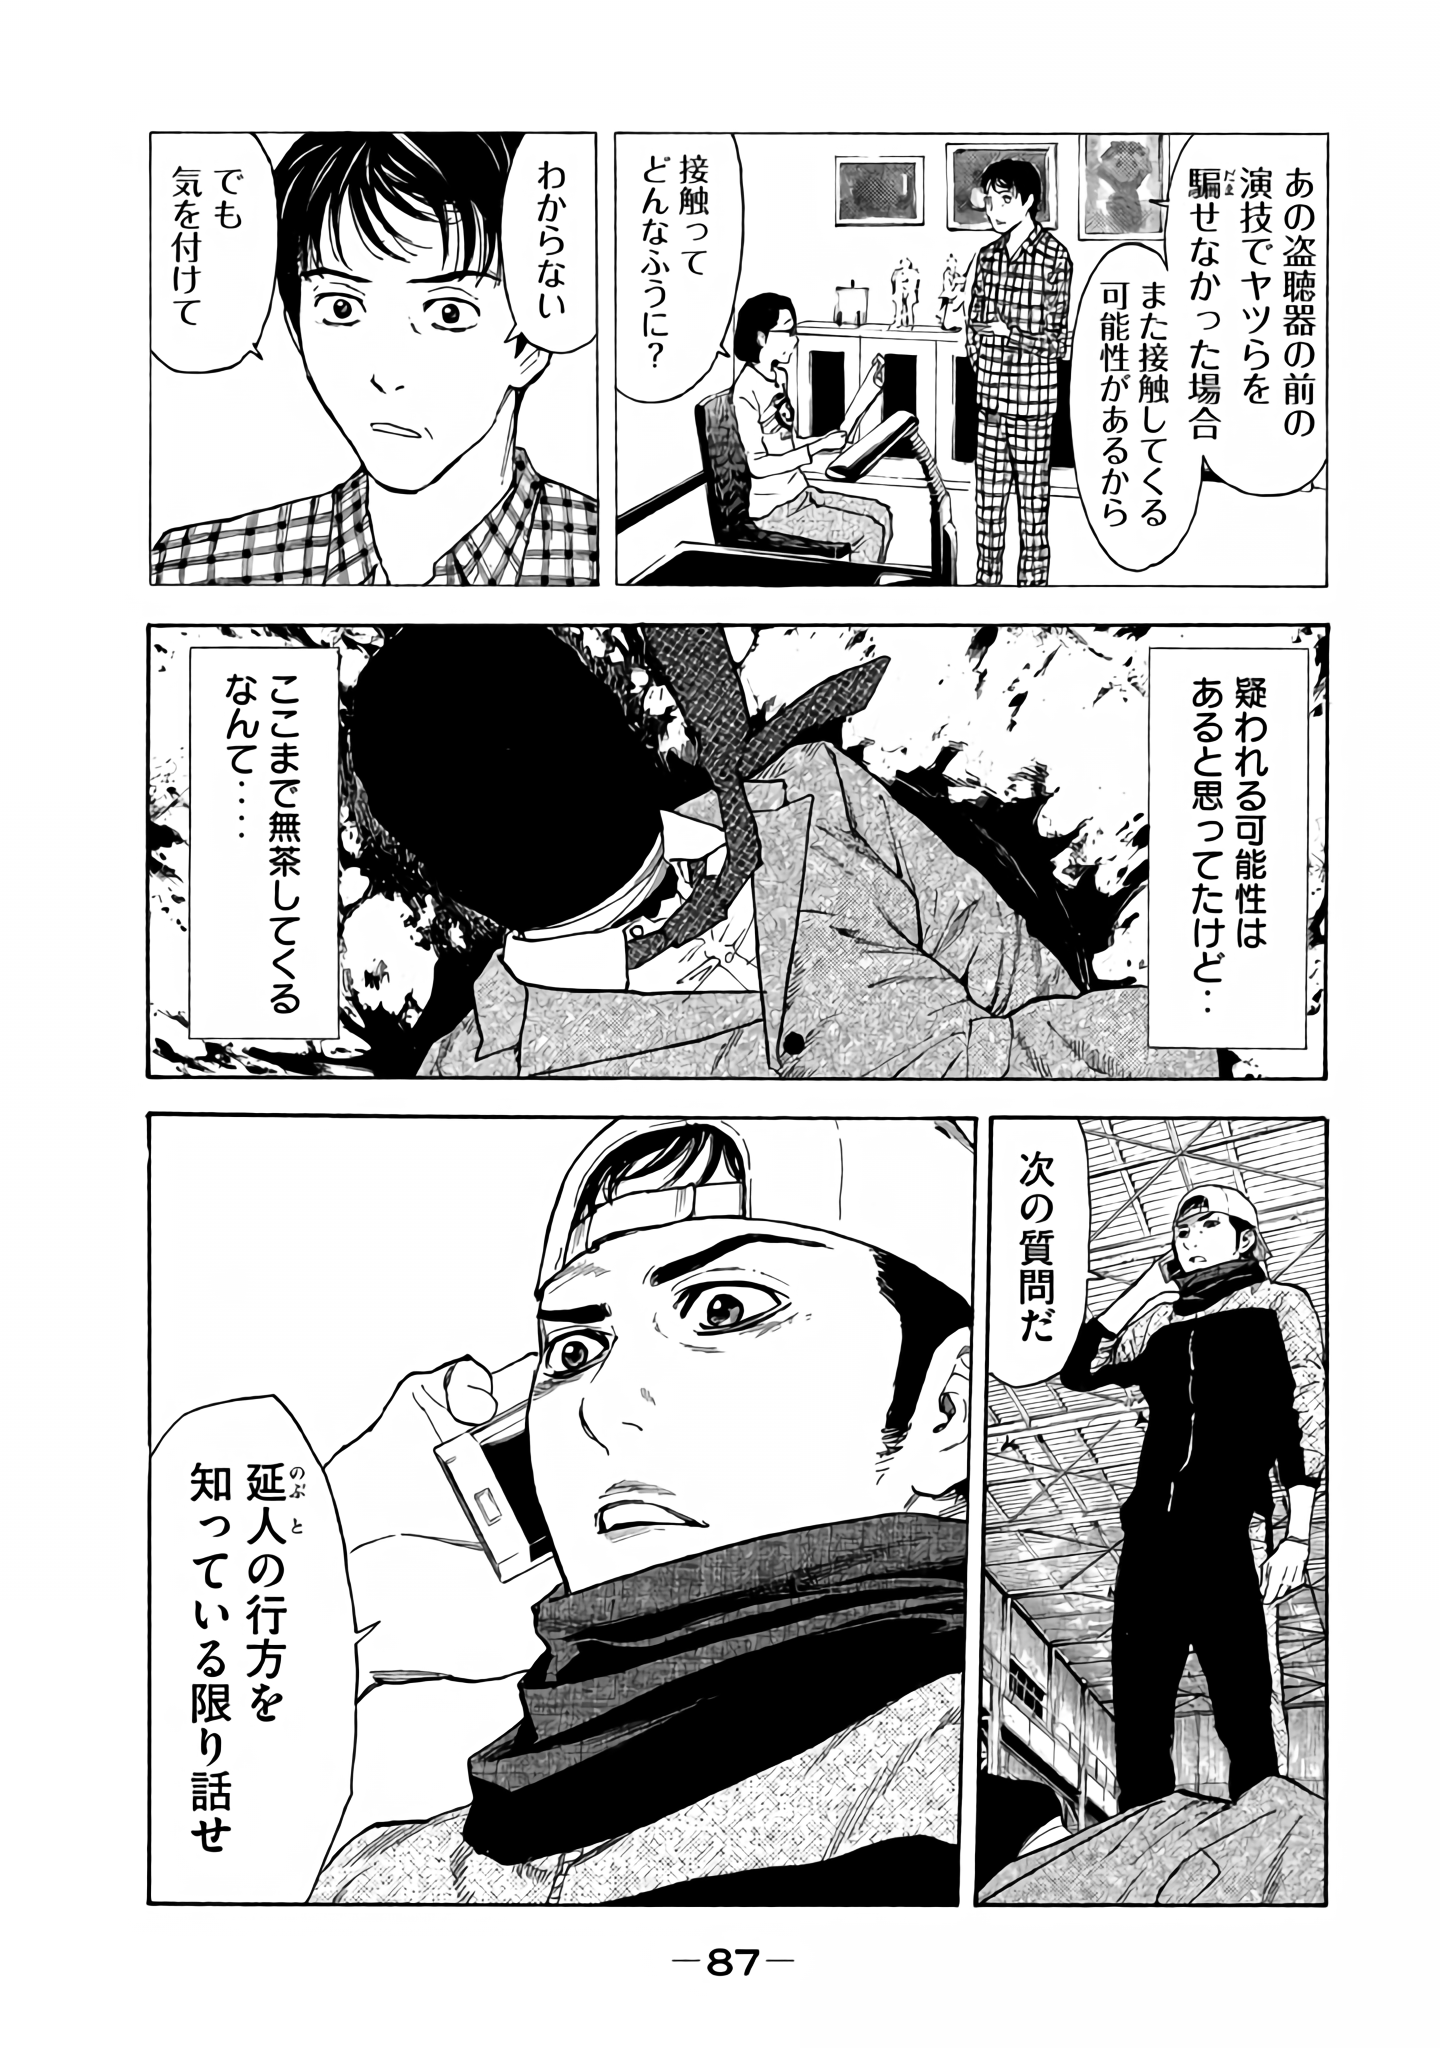 あの盗聴器の前の
演技でヤツらを
騙せなかった場合
だま
また接触してくる
可能性があるから
接触って
どんなふうに？
わからない
でも
気を付けて
疑われる可能性は
あると思ってたけど‥
ここまで無茶してくる
なんて‥‥‥
次の質問だ
延人の行方を
のぶと
知っている限り話せ
—87—